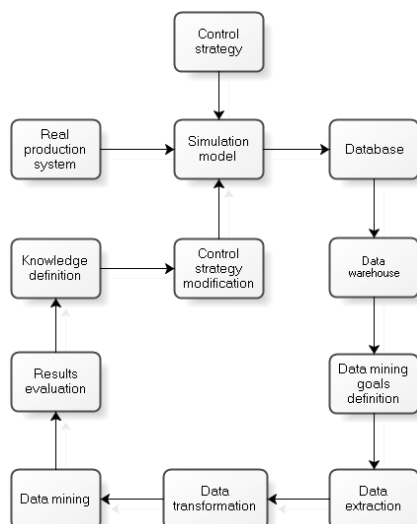 Control
strategy
Real
production
system
Simulation
model
Database
Knowledge
definition
Control
strategy
modification
Data
warehouse
Results
evaluation
Data mining
goals
definition
Data mining
Data
transformation
Data
extraction